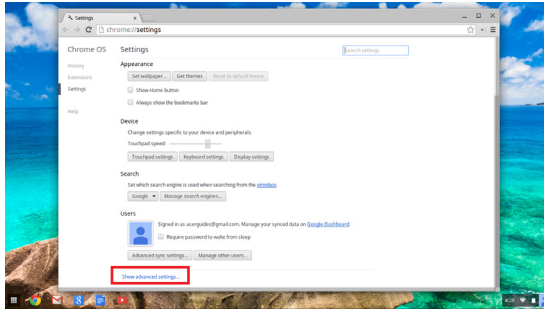 Settings
chrome://settings
Chrome OS
Settings
Search settings
History
Extensions
Settings
Help
Appearance
Set wallpaper... Get themes Reset to default theme
Show Home button
Always show the bookmarks bar
Device
Change settings specific to your device and peripherals.
Touchpad speed:
Touchpad settings Keyboard settings Display settings
Search
Set which search engine is used when searching from the omnibox.
Google Manage search engines...
Users
Signed in as acerguides@gmail.com. Manage your synced data on Google Dashboard.
Require password to wake from sleep
Advanced sync settings... Manage other users...
Show advanced settings...
4:28